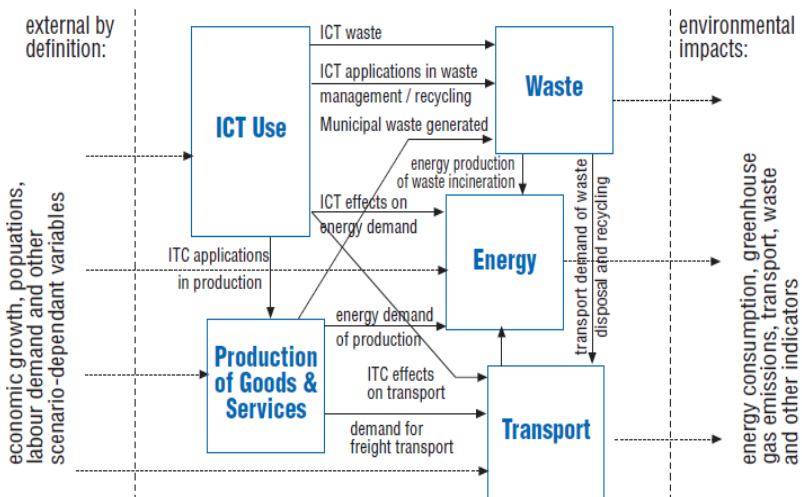 external by
definition:
environmental
impacts:
ICT waste
ICT applications in waste
management / recycling
Municipal waste generated
ICT Use
Waste
energy production
of waste incineration
transport demand of waste
disposal and recycling
ICT effects on
energy demand
ITC applications
in production
Energy
energy demand
of production
Production
of Goods &
Services
ITC effects
on transport
demand for
freight transport
Transport
economic growth, popuations,
labour demand and other
scenario-dependant variables
energy consumption, greenhouse
gas emissions, transport, waste
and other indicators